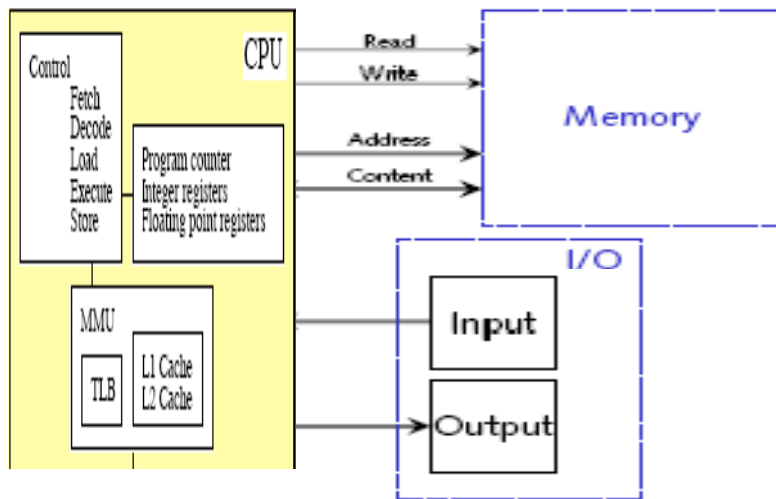 CPU
Control
Fetch
Decode
Load
Execute
Store
Program counter
Integer registers
Floating point registers
MMU
TLB
L1 Cache
L2 Cache
Read
Write
Address
Content
Memory
I/O
Input
Output